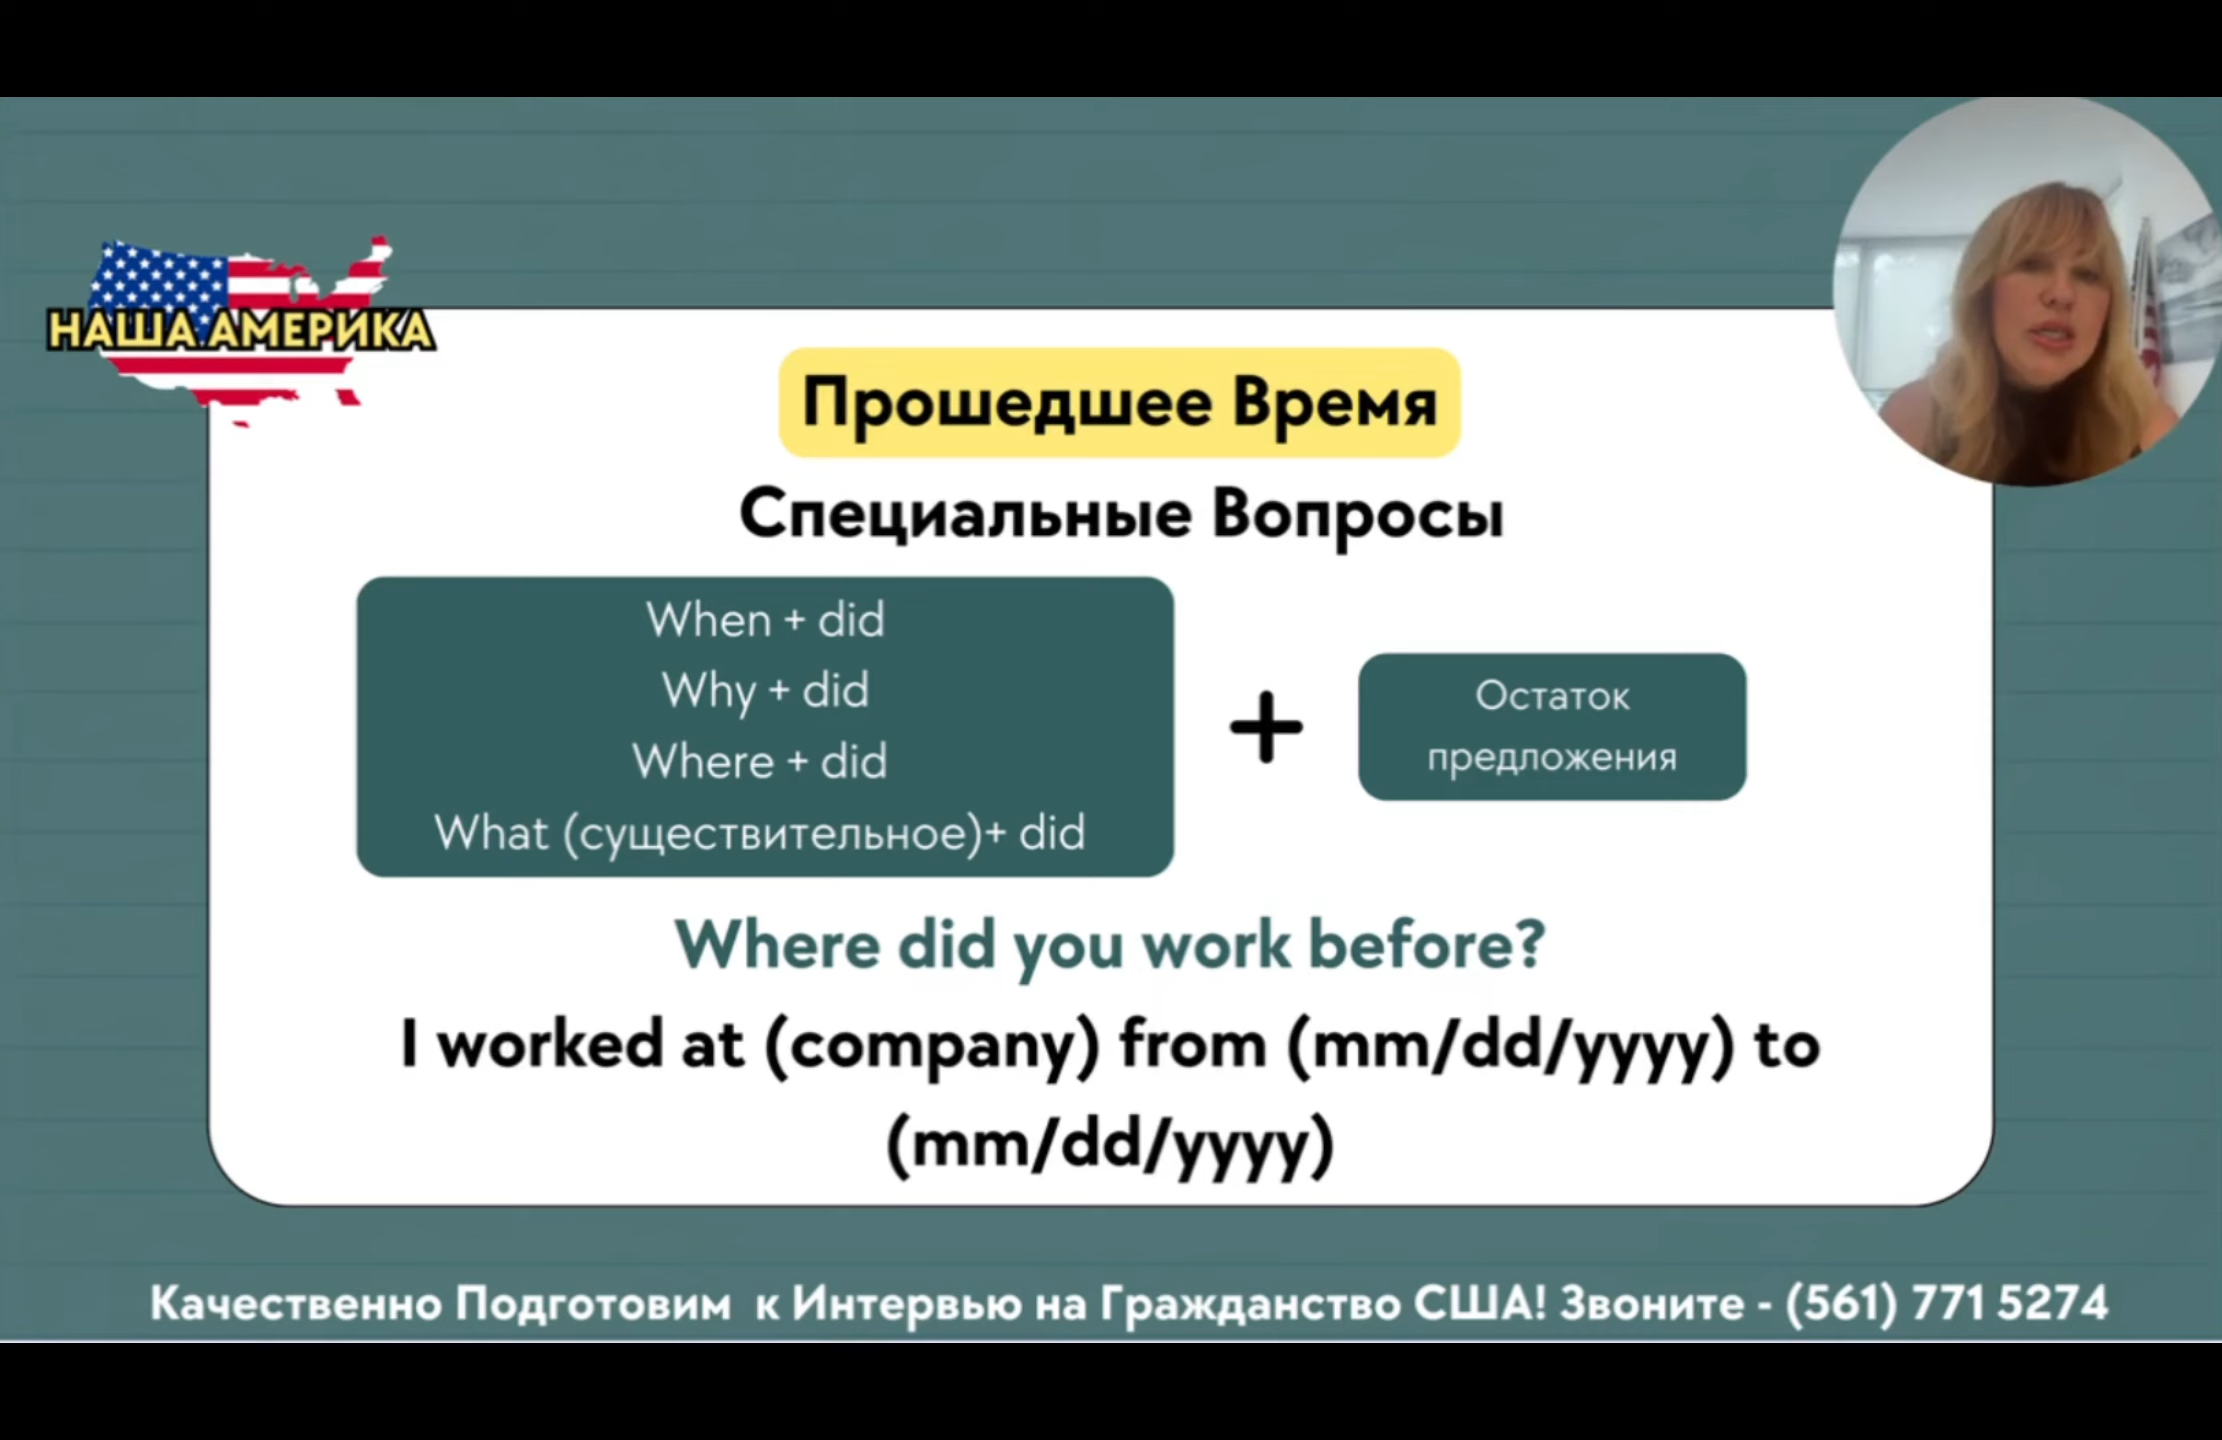 НАША АМЕРИКА
Прошедшее Время
Специальные Вопросы
When + did
Why + did
Where + did
What (существительное)+ did
+
Остаток
предложения
Where did you work before?
I worked at (company) from (mm/dd/yyyy) to
(mm/dd/yyyy)
Качественно Подготовим к Интервью на Гражданство США! Звоните - (561) 771 5274